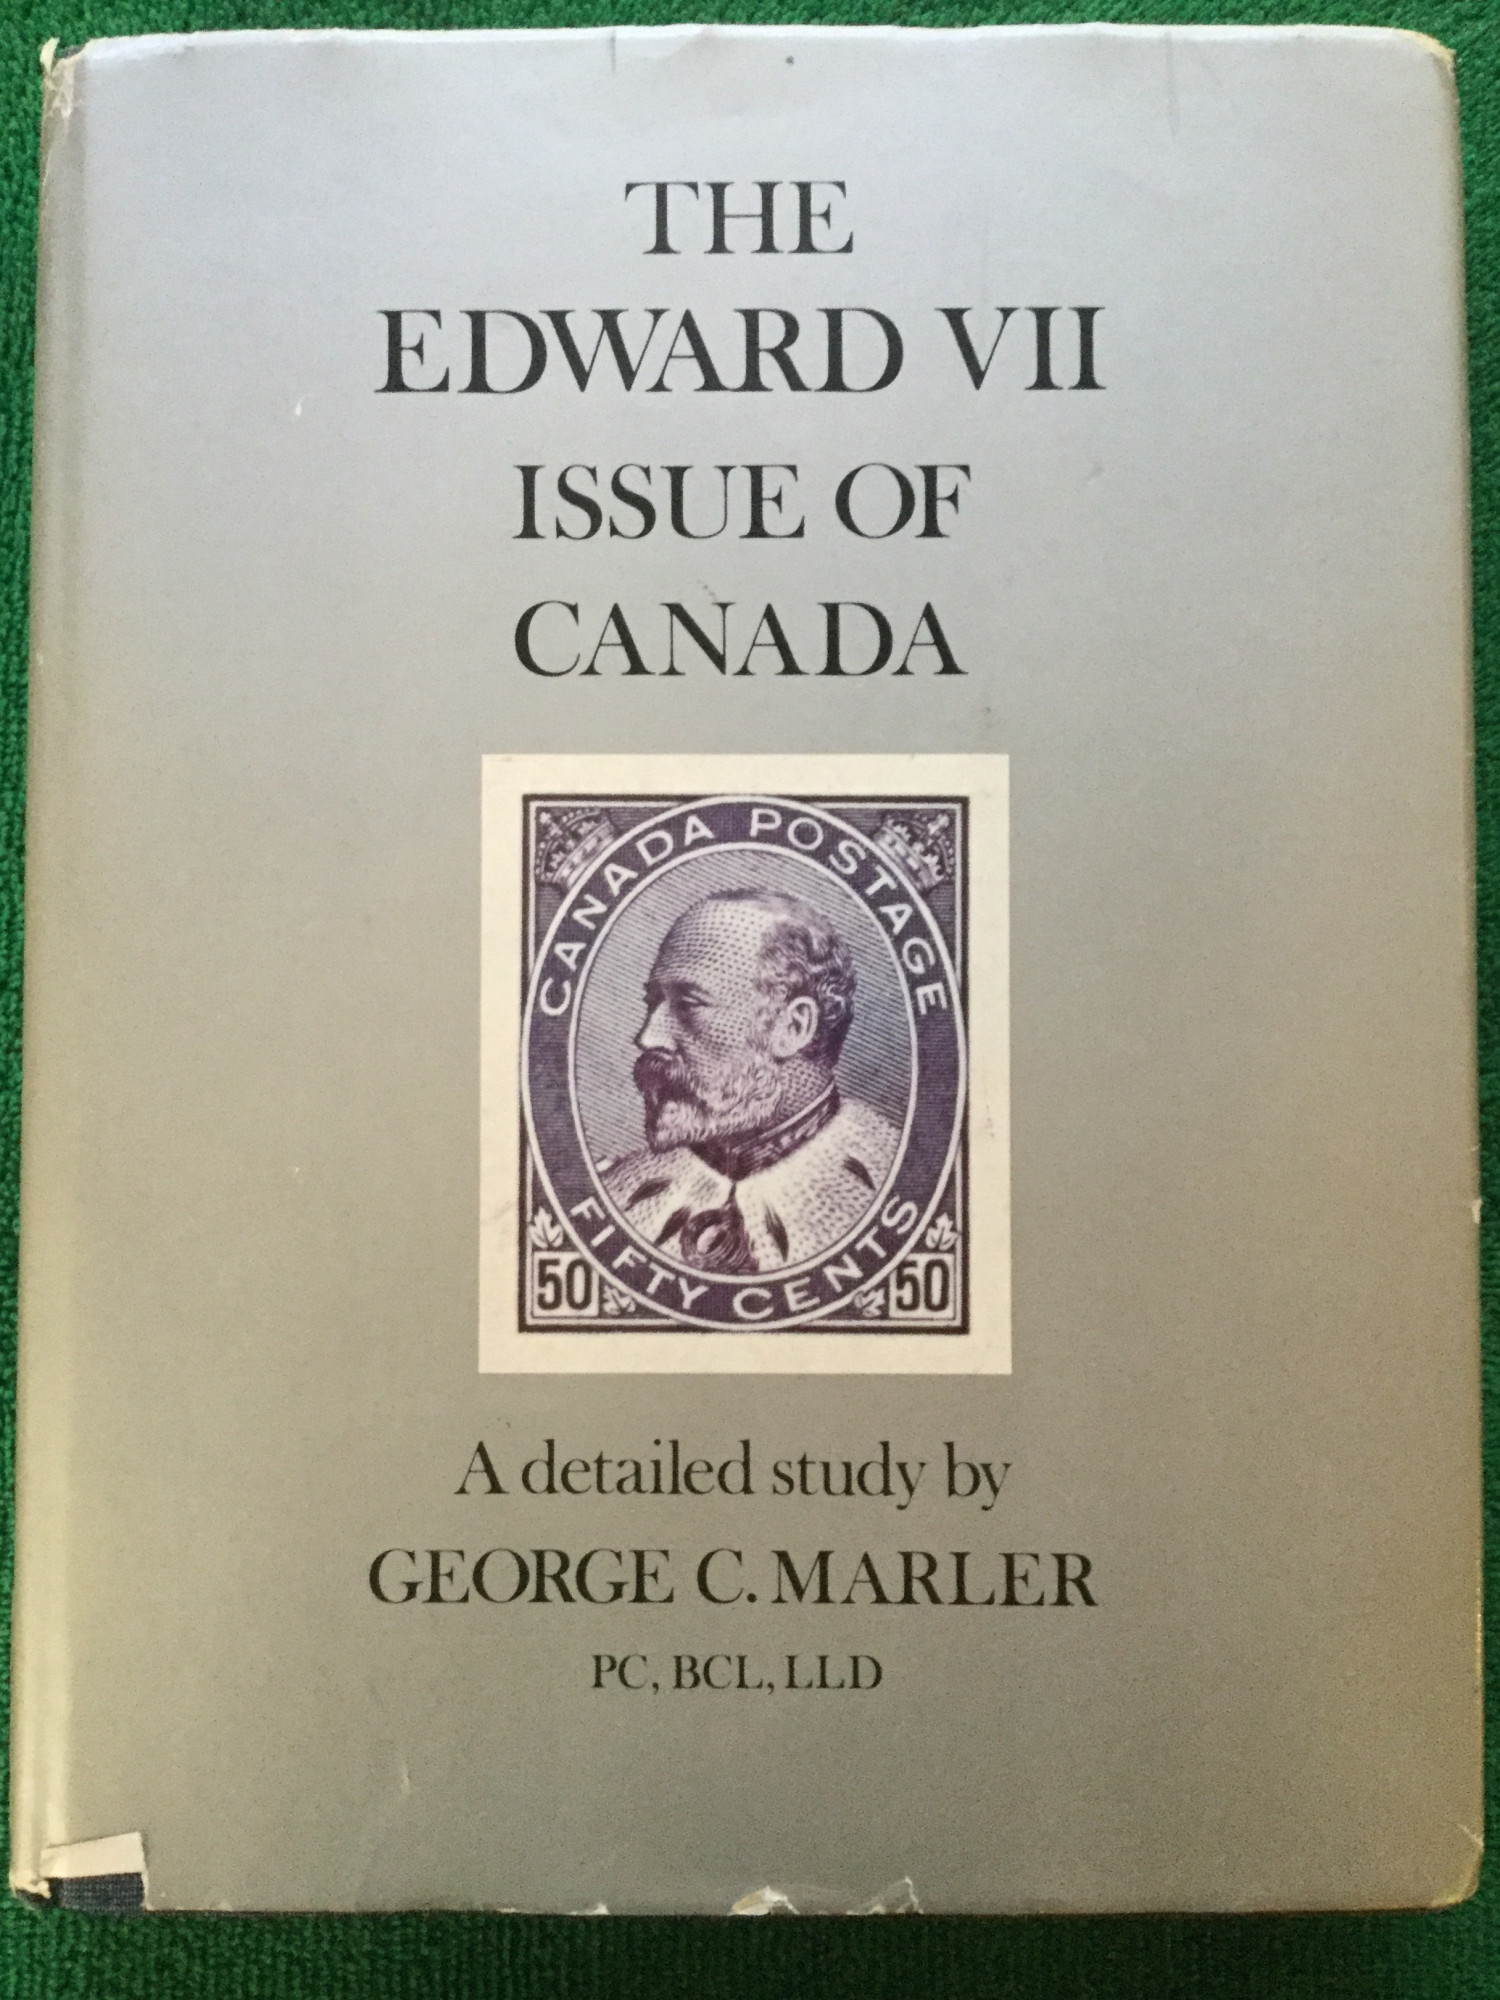 THE
EDWARD VII
ISSUE OF
CANADA
CANADA POSTAGE
FIFTY CENTS
50 50
A detailed study by
GEORGE C. MARLER
PC, BCL, LLD